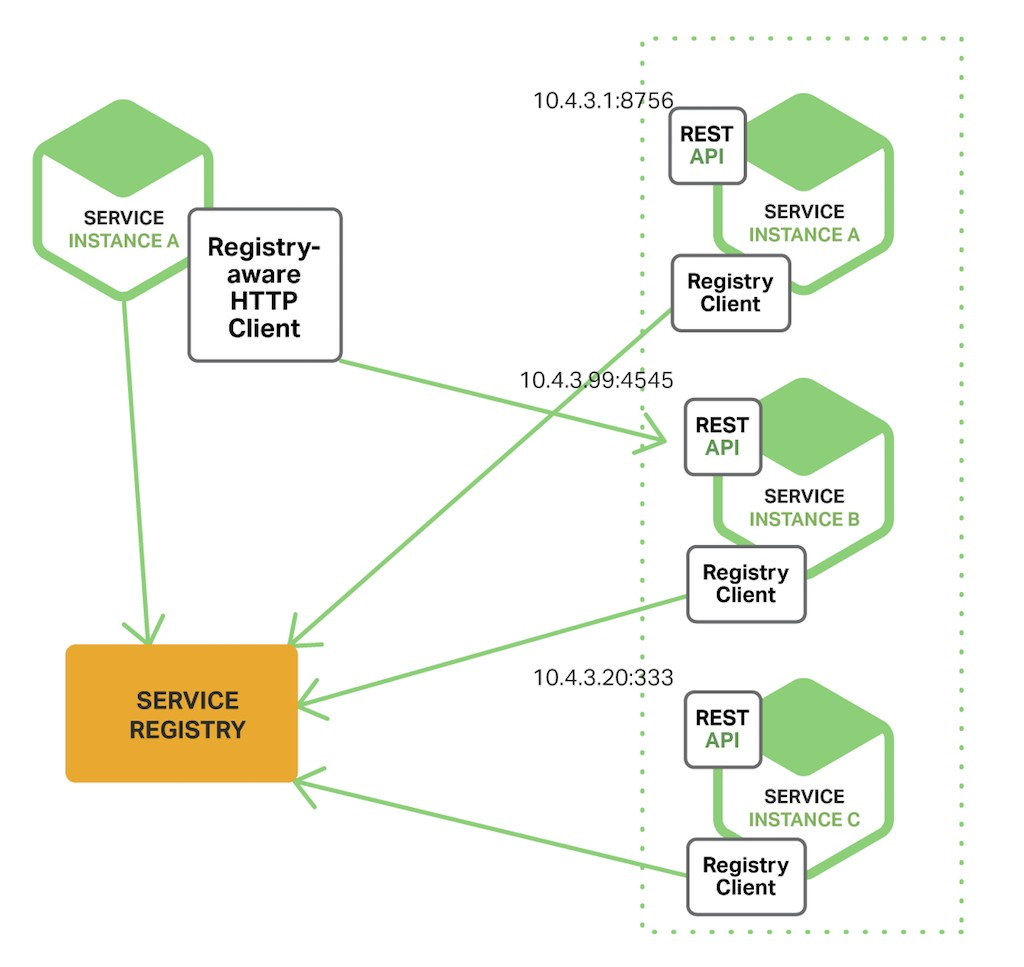 SERVICE
INSTANCE A
Registry-
aware
HTTP
Client
SERVICE
REGISTRY
10.4.3.1:8756
REST
API
SERVICE
INSTANCE A
Registry
Client
10.4.3.99:4545
REST
API
SERVICE
INSTANCE B
Registry
Client
10.4.3.20:333
REST
API
SERVICE
INSTANCE C
Registry
Client